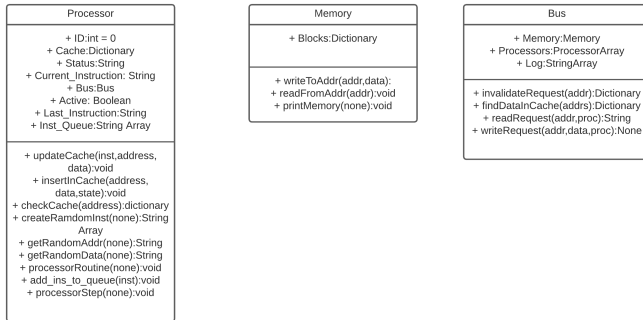 Processor
+ ID:int = 0
+ Cache:Dictionary
+ Status:String
+ Current_Instruction: String
+ Bus:Bus
+ Active: Boolean
+ Last_Instruction:String
+ Inst_Queue:String Array
+ updateCache(inst,address,
data):void
+ insertInCache(address,
data,state):void
+ checkCache(address):dictionary
+ createRamdomInst(none):String
Array
+ getRandomAddr(none):String
+ getRandomData(none):String
+ processorRoutine(none):void
+ add_ins_to_queue(inst):void
+ processorStep(none):void
Memory
+ Blocks:Dictionary
+ writeToAddr(addr,data):
+ readFromAddr(addr):void
+ printMemory(none):void
Bus
+ Memory:Memory
+ Processors:ProcessorArray
+ Log:StringArray
+ invalidateRequest(addr):Dictionary
+ findDataInCache(addrs):Dictionary
+ readRequest(addr,proc):String
+ writeRequest(addr,data,proc):None